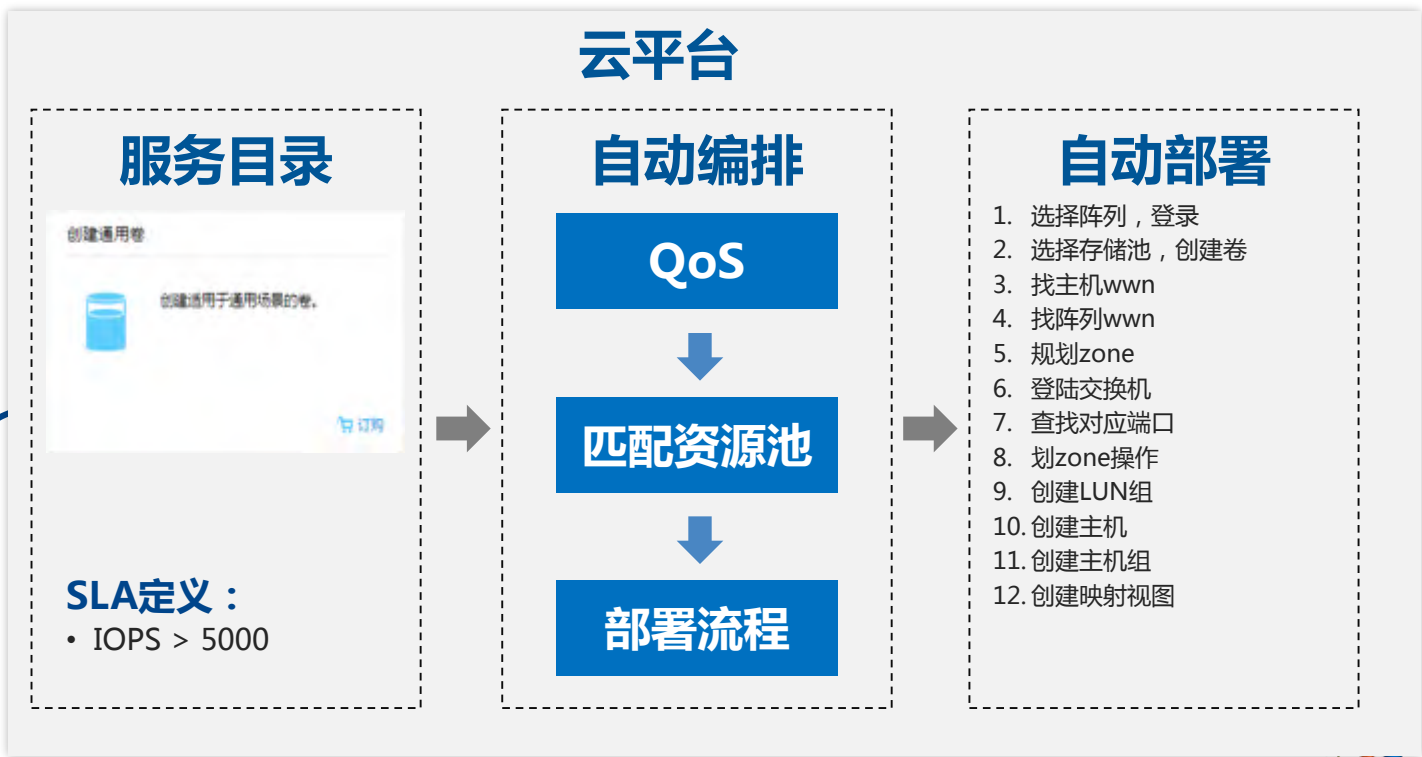 云平台
服务目录
创建通用卷
创建适用于通用场景的卷。
订购
SLA定义：
• IOPS > 5000
自动编排
QoS
匹配资源池
部署流程
自动部署
1. 选择阵列，登录
2. 选择存储池，创建卷
3. 找主机wwn
4. 找阵列wwn
5. 规划zone
6. 登陆交换机
7. 查找对应端口
8. 划zone操作
9. 创建LUN组
10. 创建主机
11. 创建主机组
12. 创建映射视图